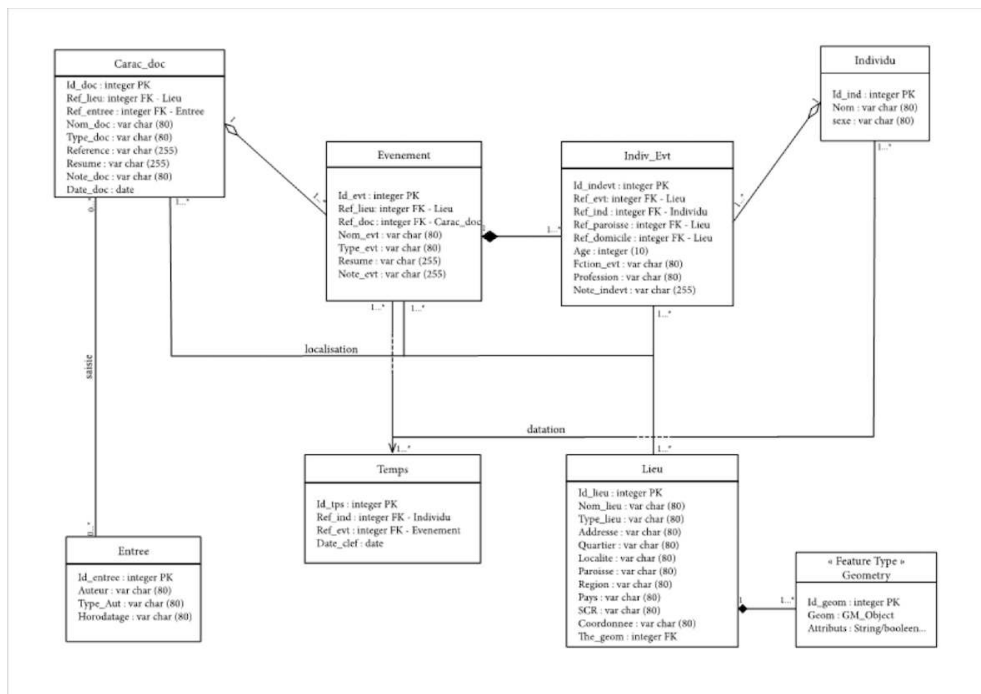 Carac_doc
Id_doc : integer PK
Ref_lieu: integer FK - Lieu
Ref_entree : integer FK - Entree
Nom_doc : var char (80)
Type_doc : var char (80)
Reference : var char (255)
Resume : var char (255)
Note_doc : var char (80)
Date_doc : date
Evenement
Id_evt : integer PK
Ref_lieu: integer FK - Lieu
Ref_doc : integer FK - Carac_doc
Nom_evt : var char (80)
Type_evt : var char (80)
Resume : var char (255)
Note_evt : var char (255)
Indiv_Evt
Id_indevt : integer PK
Ref_evt: integer FK - Lieu
Ref_ind : integer FK - Individu
Ref_paroisse : integer FK - Lieu
Ref_domicile : integer FK - Lieu
Age : integer (10)
Fction_evt : var char (80)
Profession : var char (80)
Note_indevt : var char (255)
Individu
Id_ind : integer PK
Nom : var char (80)
sexe : var char (80)
1...*
1...*
1...*
1...*
1...*
1...*
localisation
saisie
datation
1...*
1...*
Temps
Id_tps : integer PK
Ref_ind : integer FK - Individu
Ref_evt : integer FK - Evenement
Date_clef : date
Lieu
Id_lieu : integer PK
Nom_lieu : var char (80)
Type_lieu : var char (80)
Addresse : var char (80)
Quartier : var char (80)
Localite : var char (80)
Paroisse : var char (80)
Region : var char (80)
Pays : var char (80)
SCR : var char (80)
Coordonnee : var char (80)
The_geom : integer FK
1
1...*
Entree
Id_entree : integer PK
Auteur : var char (80)
Type_Aut : var char (80)
Horodatage : var char (80)
« Feature Type »
Geometry
Id_geom : integer PK
Geom : GM_Object
Attributs : String/booleen...